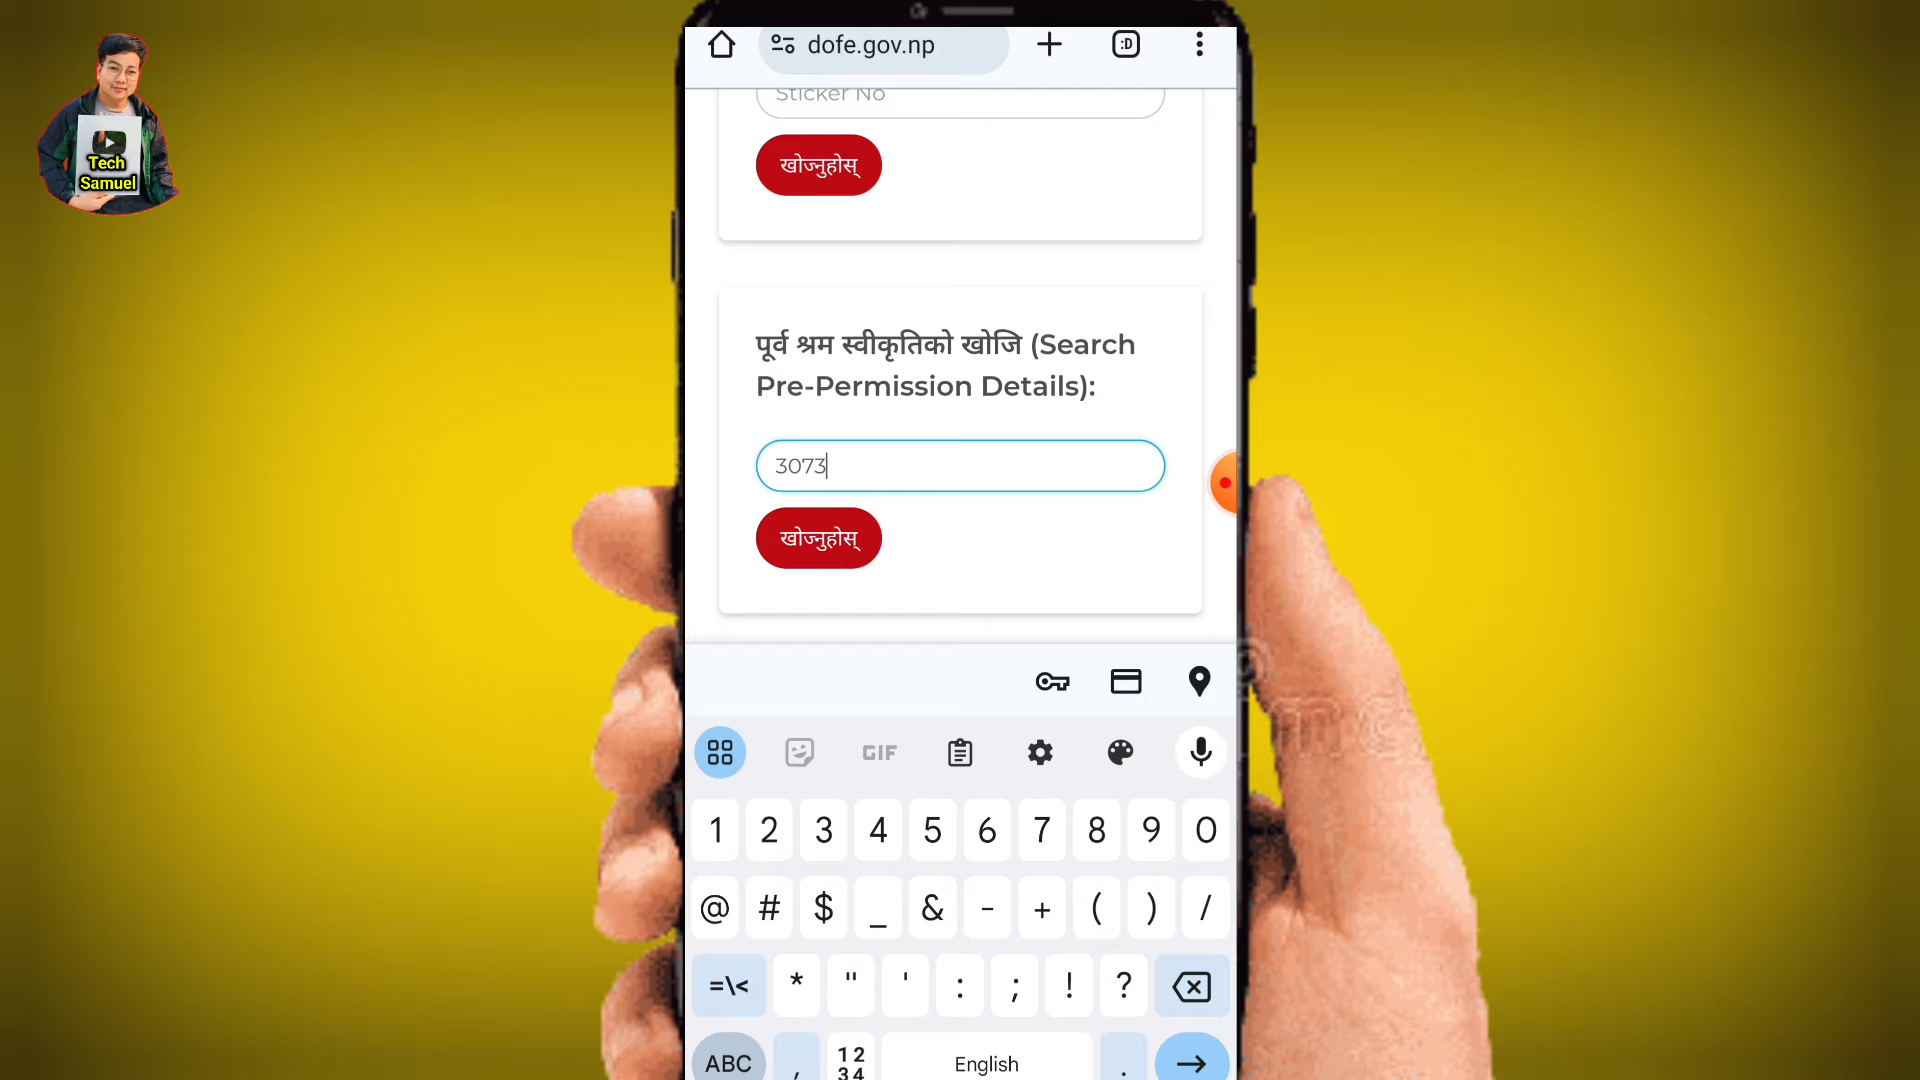 dofe.gov.np
:D
Sticker No
खोज्नुहोस्
पूर्व श्रम स्वीकृतिको खोजि (Search
Pre-Permission Details):
3073
खोज्नुहोस्
Tech
Samuel
GIF
1 2 3 4 5 6 7 8 9 0
@ # $ _ & - + ( ) /
=\< * " ' : ; ! ?
ABC , 12 34 English .